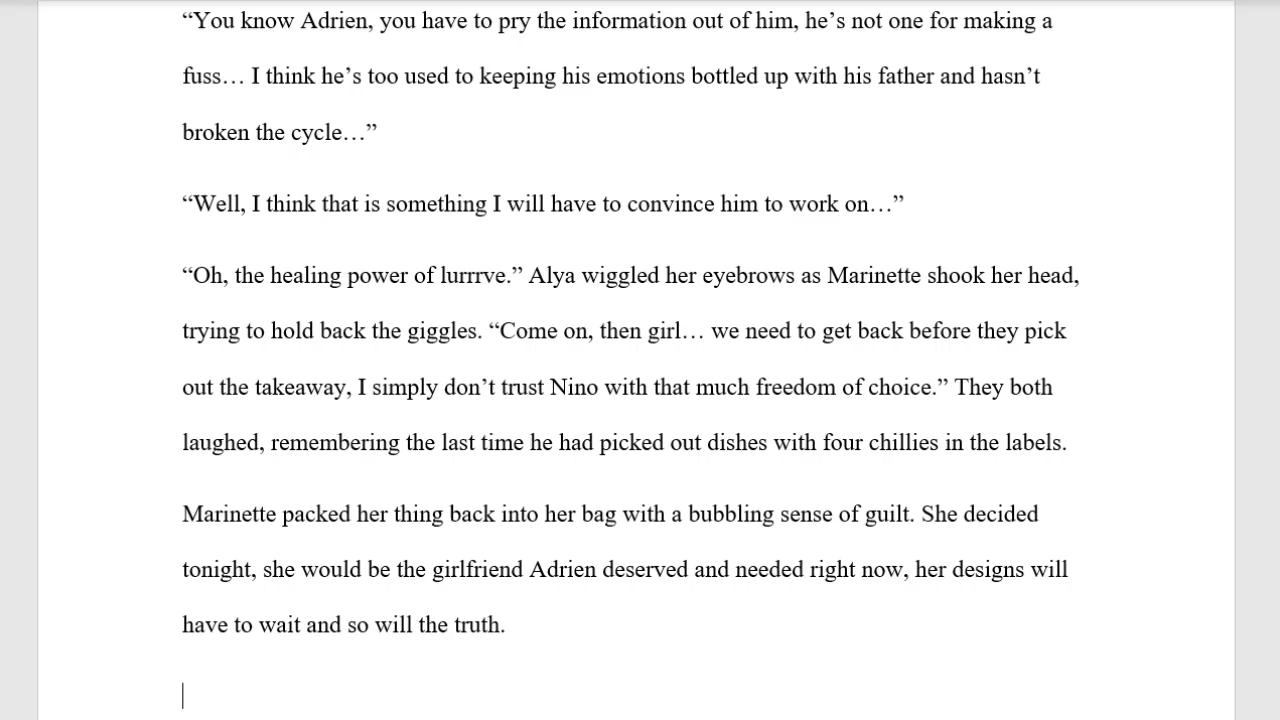 “You know Adrien, you have to pry the information out of him, he’s not one for making a
fuss… I think he’s too used to keeping his emotions bottled up with his father and hasn’t
broken the cycle…”
“Well, I think that is something I will have to convince him to work on…”
“Oh, the healing power of lurrrve.” Alya wiggled her eyebrows as Marinette shook her head,
trying to hold back the giggles. “Come on, then girl… we need to get back before they pick
out the takeaway, I simply don’t trust Nino with that much freedom of choice.” They both
laughed, remembering the last time he had picked out dishes with four chillies in the labels.
Marinette packed her thing back into her bag with a bubbling sense of guilt. She decided
tonight, she would be the girlfriend Adrien deserved and needed right now, her designs will
have to wait and so will the truth.